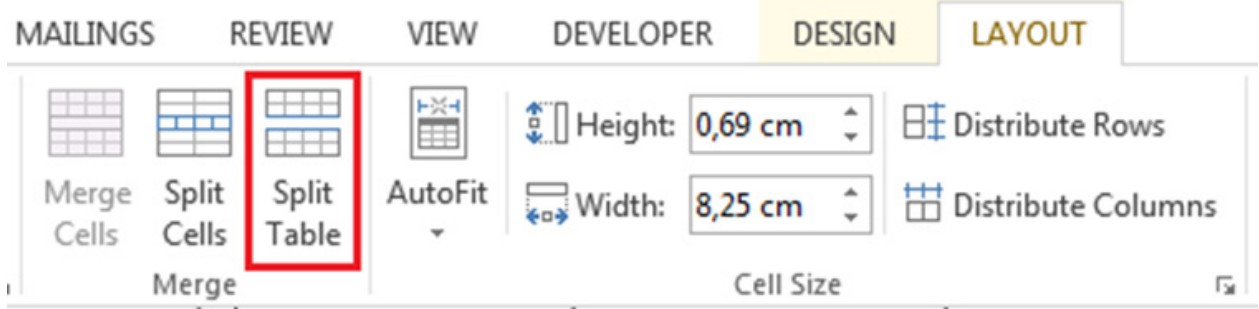 MAILINGS REVIEW VIEW DEVELOPER DESIGN LAYOUT
Merge Cells
Split Cells
Split Table
AutoFit
Height: 0,69 cm
Width: 8,25 cm
Distribute Rows
Distribute Columns
Merge
Cell Size